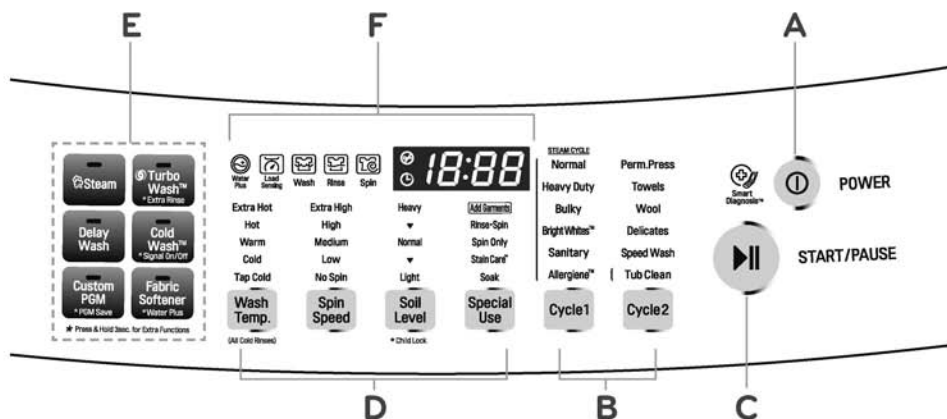 E
F
A
Steam
Turbo
Wash™
* Extra Rinse
Delay
Wash
Cold
Wash™
* Signal On/Off
Custom
PGM
* PGM Save
Fabric
Softener
* Water Plus
* Press & Hold 3sec. for Extra Functions
Water
Plus
Load
Sensing
Wash
Rinse
Spin
18:88
Extra Hot
Hot
Warm
Cold
Tap Cold
Wash
Temp.
(All Cold Rinses)
Extra High
High
Medium
Low
No Spin
Spin
Speed
Heavy
Normal
Light
Soil
Level
* Child Lock
Add Garments
Rinse+Spin
Spin Only
Stain Care™
Soak
Special
Use
STEAM CYCLE
Normal
Heavy Duty
Bulky
Bright Whites™
Sanitary
Allergiene™
Cycle1
Perm.Press
Towels
Wool
Delicates
Speed Wash
Tub Clean
Cycle2
Smart
Diagnosis™
POWER
START/PAUSE
D
B
C